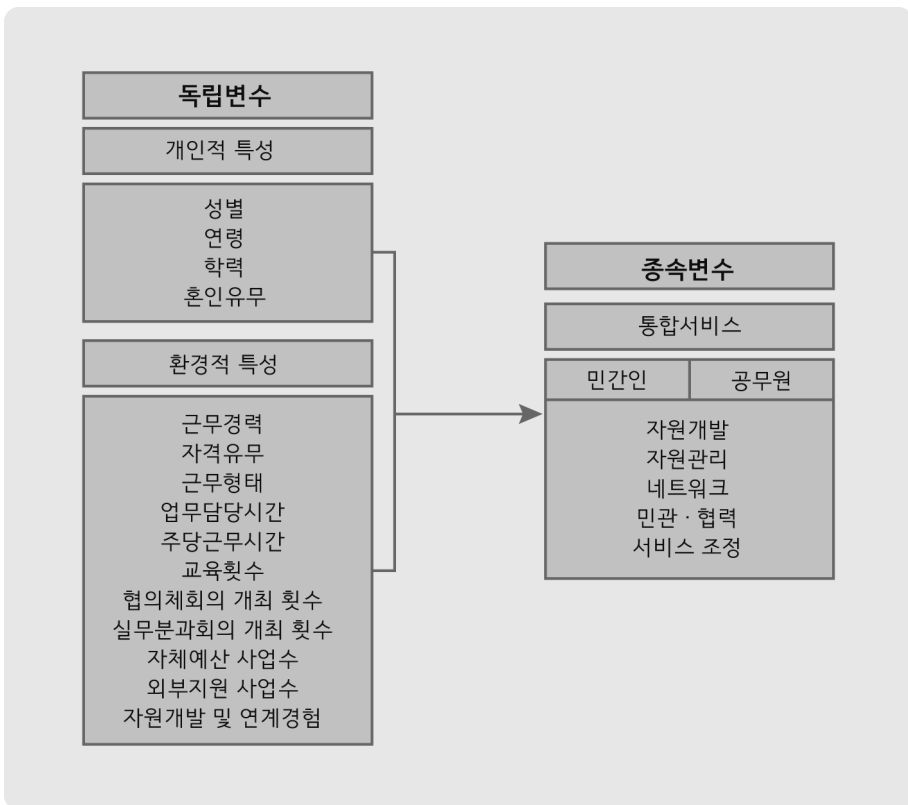 독립변수
개인적 특성
성별
연령
학력
혼인유무
환경적 특성
근무경력
자격유무
근무형태
업무담당시간
주당근무시간
교육횟수
협의체회의 개최 횟수
실무분과회의 개최 횟수
자체예산 사업수
외부지원 사업수
자원개발 및 연계경험
종속변수
통합서비스
민간인
공무원
자원개발
자원관리
네트워크
민관 · 협력
서비스 조정